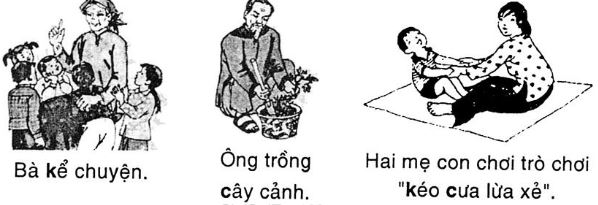 Bà kể chuyện.
Ông trồng
cây cảnh.
Hai mẹ con chơi trò chơi
"kéo cưa lừa xẻ".